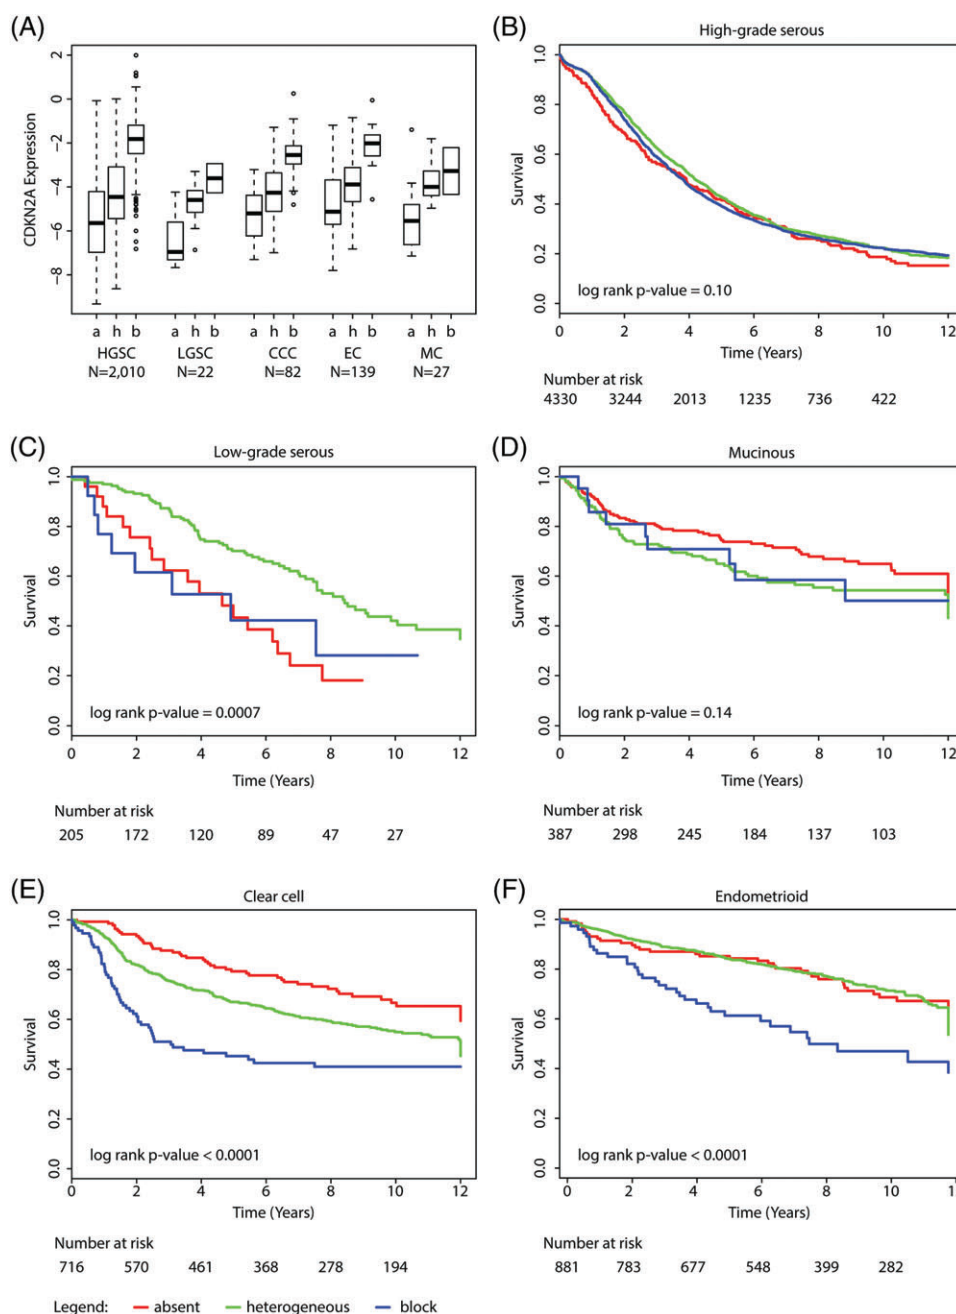 (A)
CDKN2A Expression
2
0
-2
-4
-6
-8
a h b a h b a h b a h b a h b
HGSC LGSC CCC EC MC
N=2,010 N=22 N=82 N=139 N=27
(B)
High-grade serous
Survival
1.0
0.8
0.6
0.4
0.2
0.0
log rank p-value = 0.10
0 2 4 6 8 10 12
Time (Years)
Number at risk
4330 3244 2013 1235 736 422
(C)
Low-grade serous
Survival
1.0
0.8
0.6
0.4
0.2
0.0
log rank p-value = 0.0007
0 2 4 6 8 10 12
Time (Years)
Number at risk
205 172 120 89 47 27
(D)
Mucinous
Survival
1.0
0.8
0.6
0.4
0.2
0.0
log rank p-value = 0.14
0 2 4 6 8 10 12
Time (Years)
Number at risk
387 298 245 184 137 103
(E)
Clear cell
Survival
1.0
0.8
0.6
0.4
0.2
0.0
log rank p-value < 0.0001
0 2 4 6 8 10 12
Time (Years)
Number at risk
716 570 461 368 278 194
(F)
Endometrioid
Survival
1.0
0.8
0.6
0.4
0.2
0.0
log rank p-value < 0.0001
0 2 4 6 8 10 12
Time (Years)
Number at risk
881 783 677 548 399 282
Legend: absent heterogeneous block